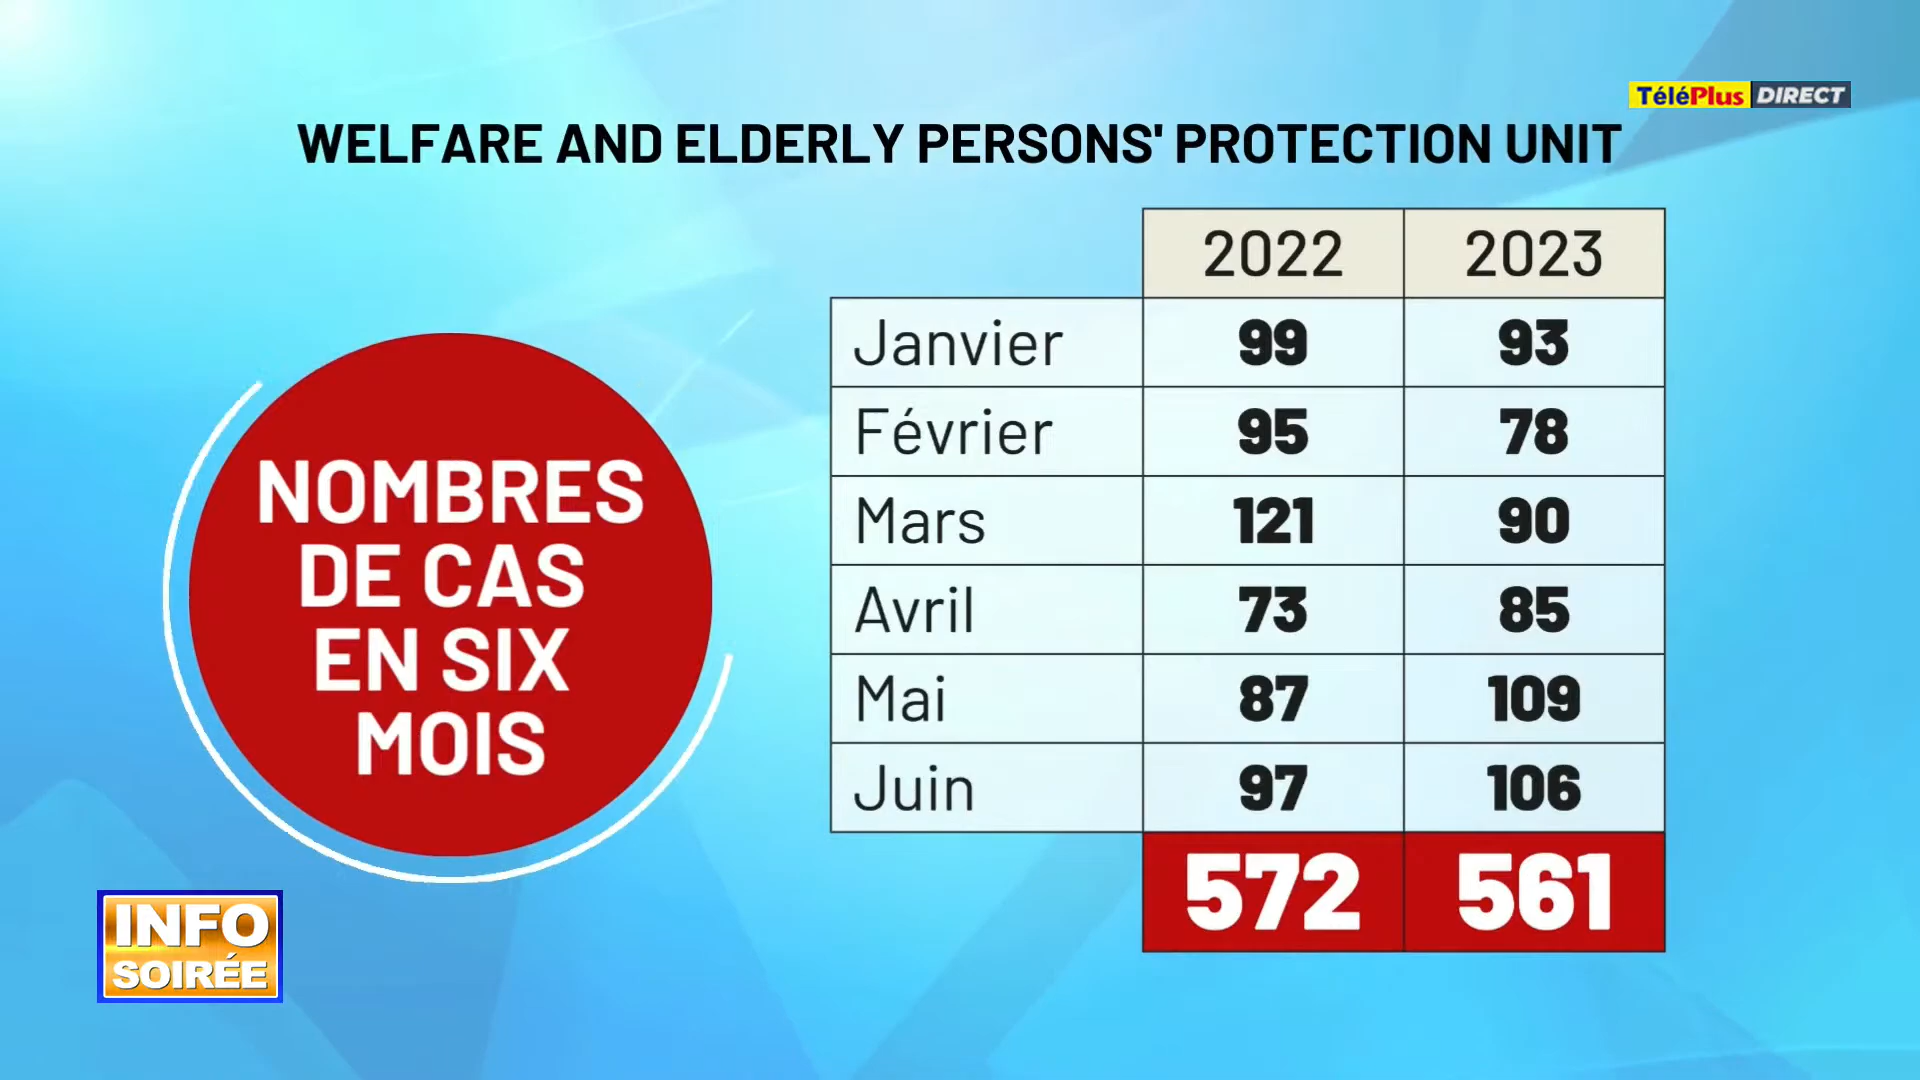 TéléPlus DIRECT
WELFARE AND ELDERLY PERSONS' PROTECTION UNIT
NOMBRES
DE CAS
EN SIX
MOIS
2022 2023
Janvier 99 93
Février 95 78
Mars 121 90
Avril 73 85
Mai 87 109
Juin 97 106
572 561
INFO
SOIRÉE